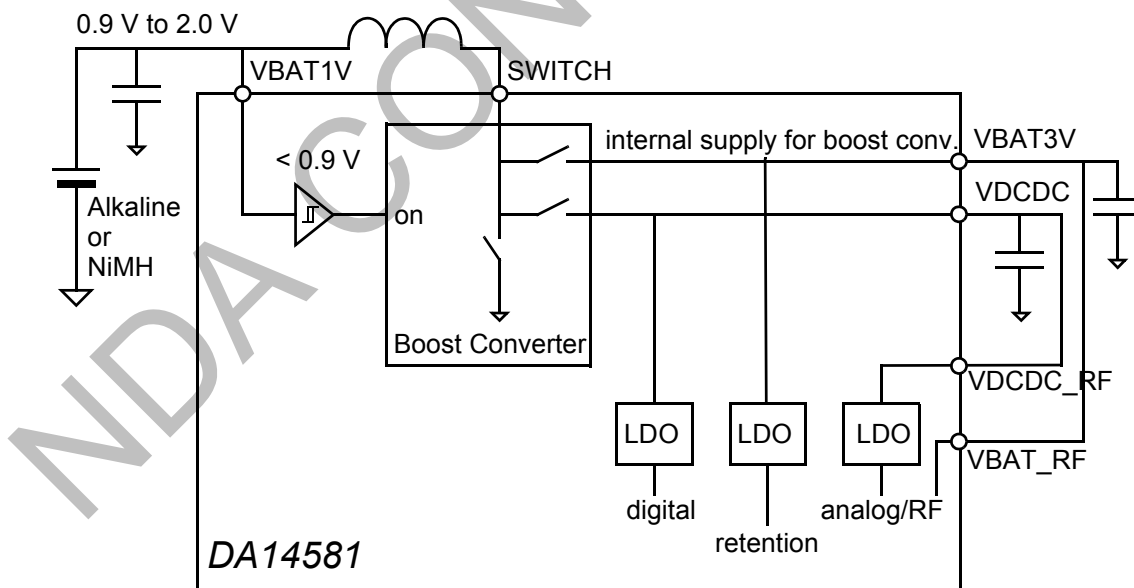 NDA CON
0.9 V to 2.0 V
VBAT1V
SWITCH
internal supply for boost conv.
VBAT3V
< 0.9 V
VDCDC
Alkaline
or
NiMH
on
Boost Converter
VDCDC_RF
LDO
LDO
LDO
VBAT_RF
digital
analog/RF
retention
DA14581